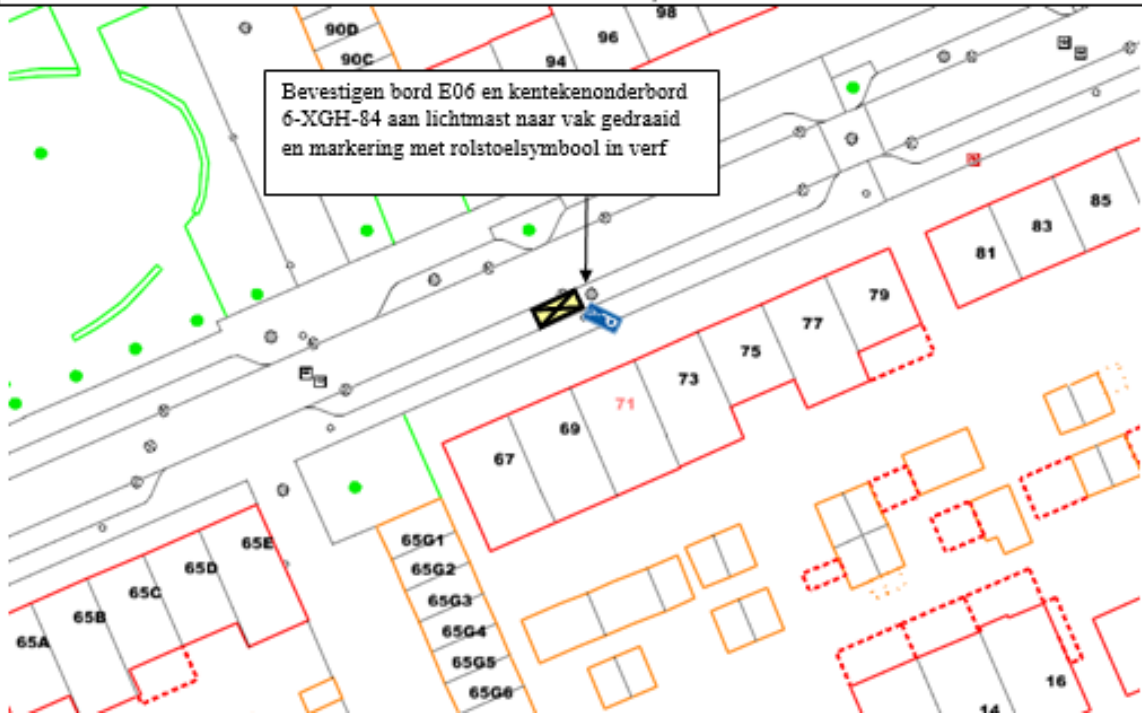 98
90D
96
90C
94
Bevestigen bord E06 en kentekenonderbord
6-XGH-84 aan lichtmast naar vak gedraaid
en markering met rolstoelsymbool in verf
85
83
81
79
77
75
73
71
69
67
65G1
65G2
65G3
65G4
65G5
65G6
65E
65D
65C
65B
65A
16
14